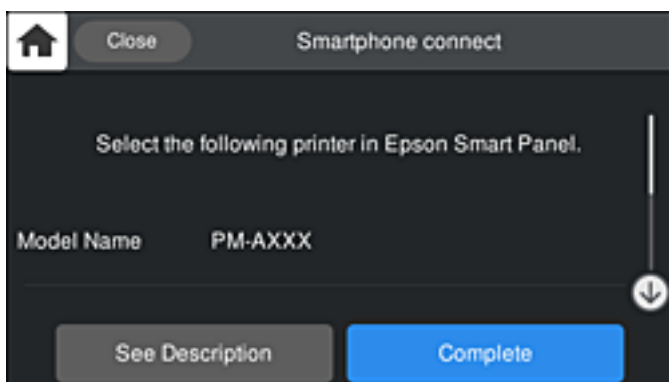 Close
Smartphone connect
Select the following printer in Epson Smart Panel.
Model Name PM-AXXX
See Description
Complete